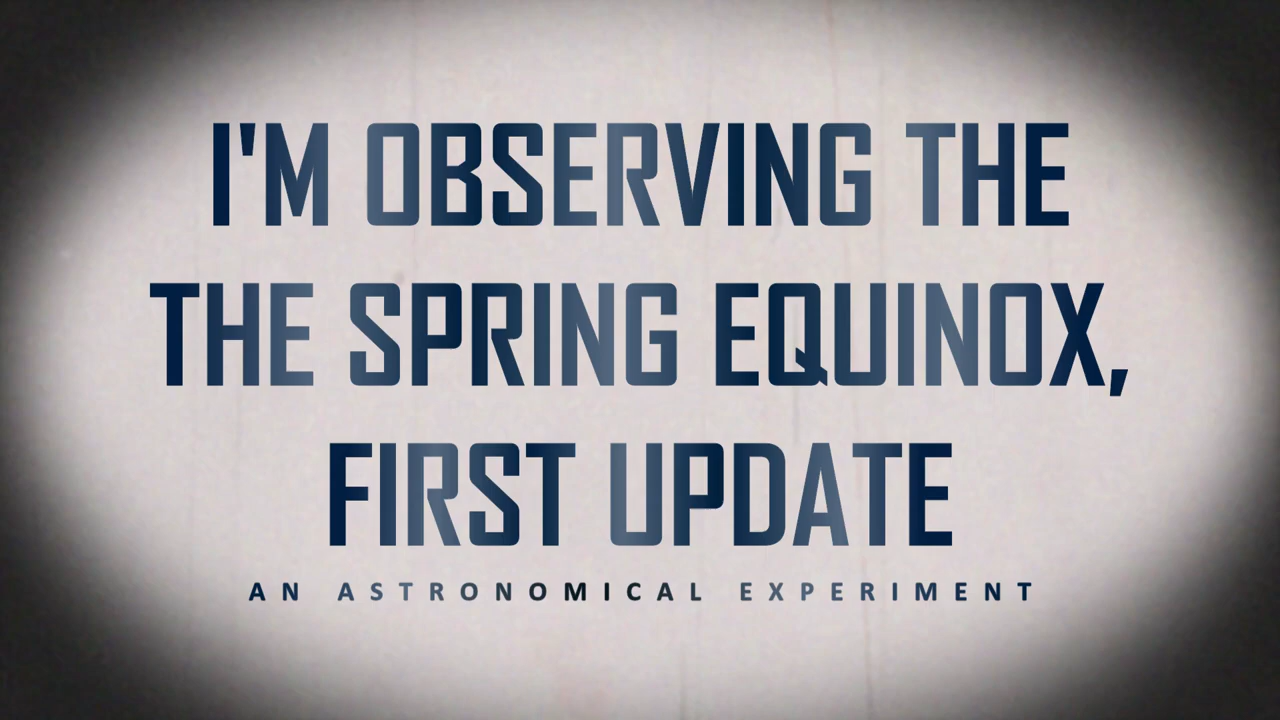 I'M OBSERVING THE
THE SPRING EQUINOX,
FIRST UPDATE
AN ASTRONOMICAL EXPERIMENT